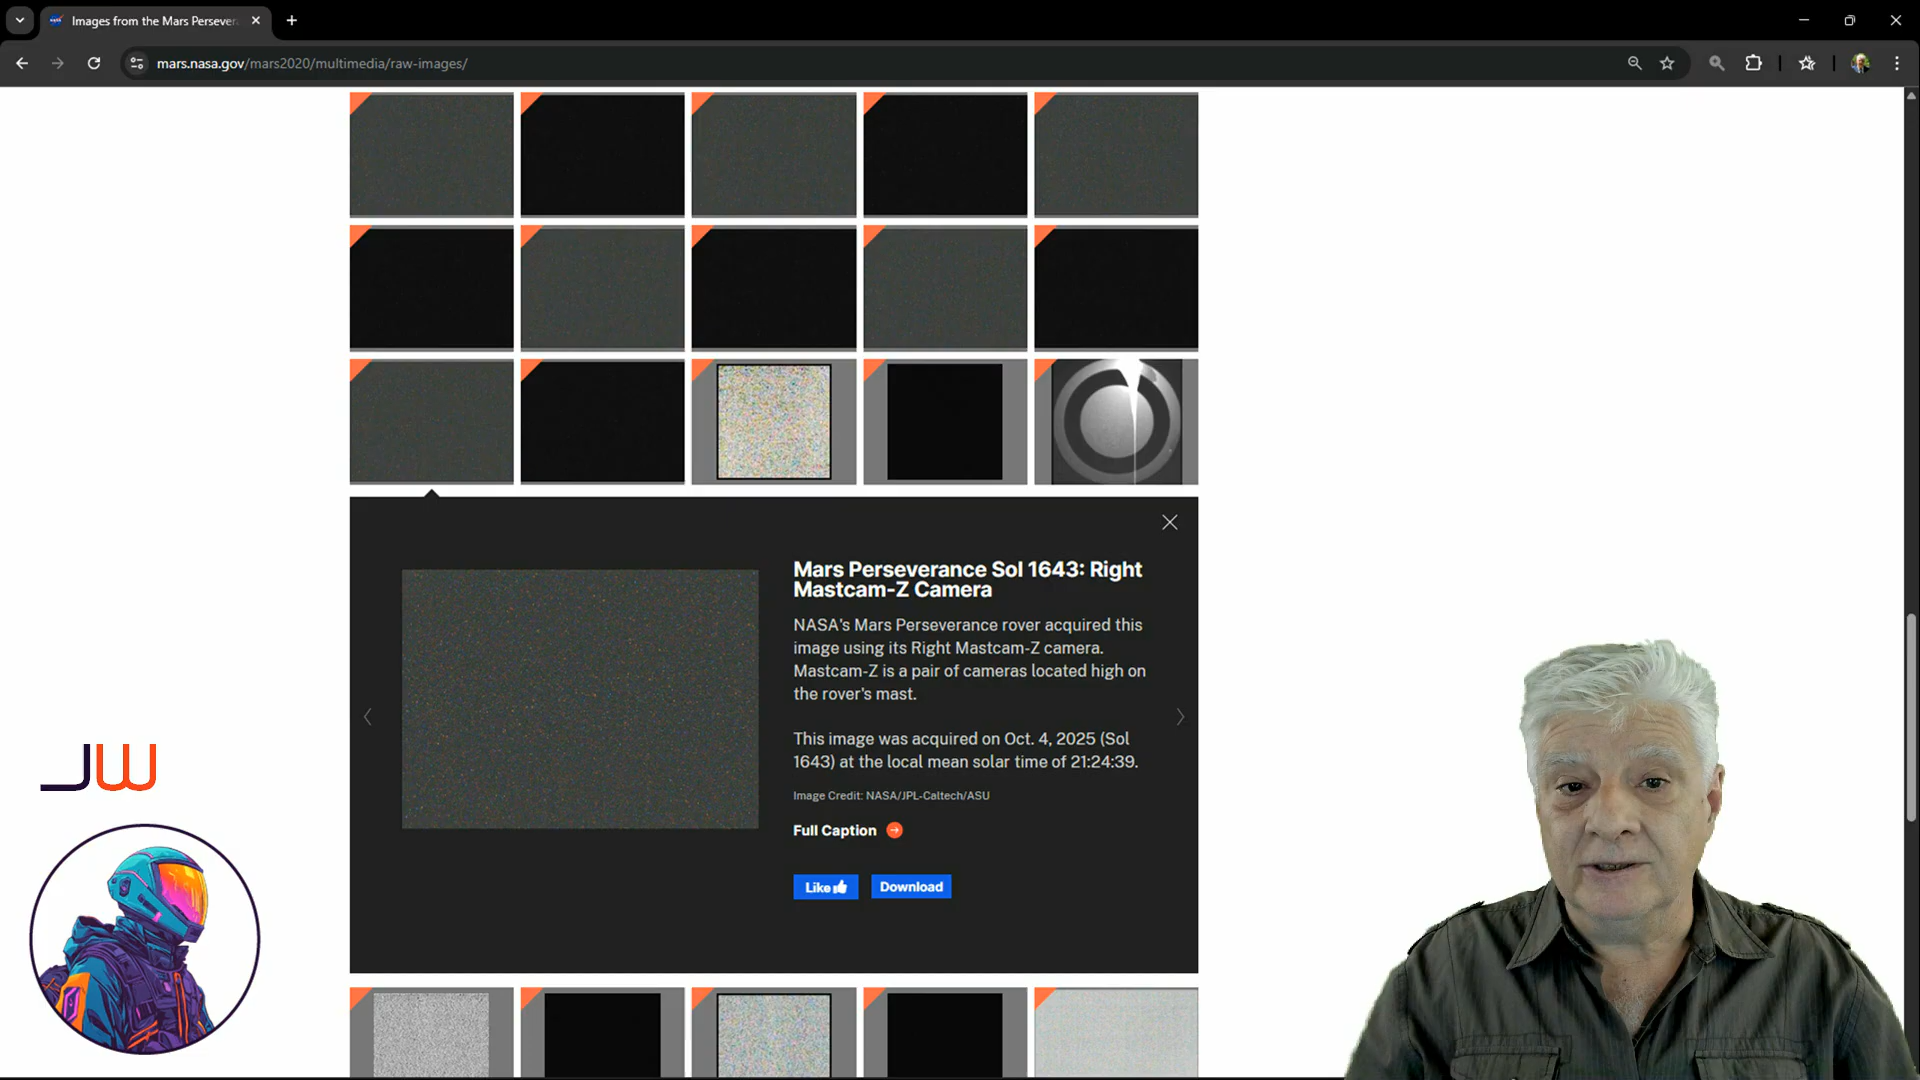 Images from the Mars Persever
mars.nasa.gov/mars2020/multimedia/raw-images/
Mars Perseverance Sol 1643: Right
Mastcam-Z Camera
NASA's Mars Perseverance rover acquired this
image using its Right Mastcam-Z camera.
Mastcam-Z is a pair of cameras located high on
the rover's mast.
This image was acquired on Oct. 4, 2025 (Sol
1643) at the local mean solar time of 21:24:39.
Image Credit: NASA/JPL-Caltech/ASU
Full Caption
Like
Download
JW